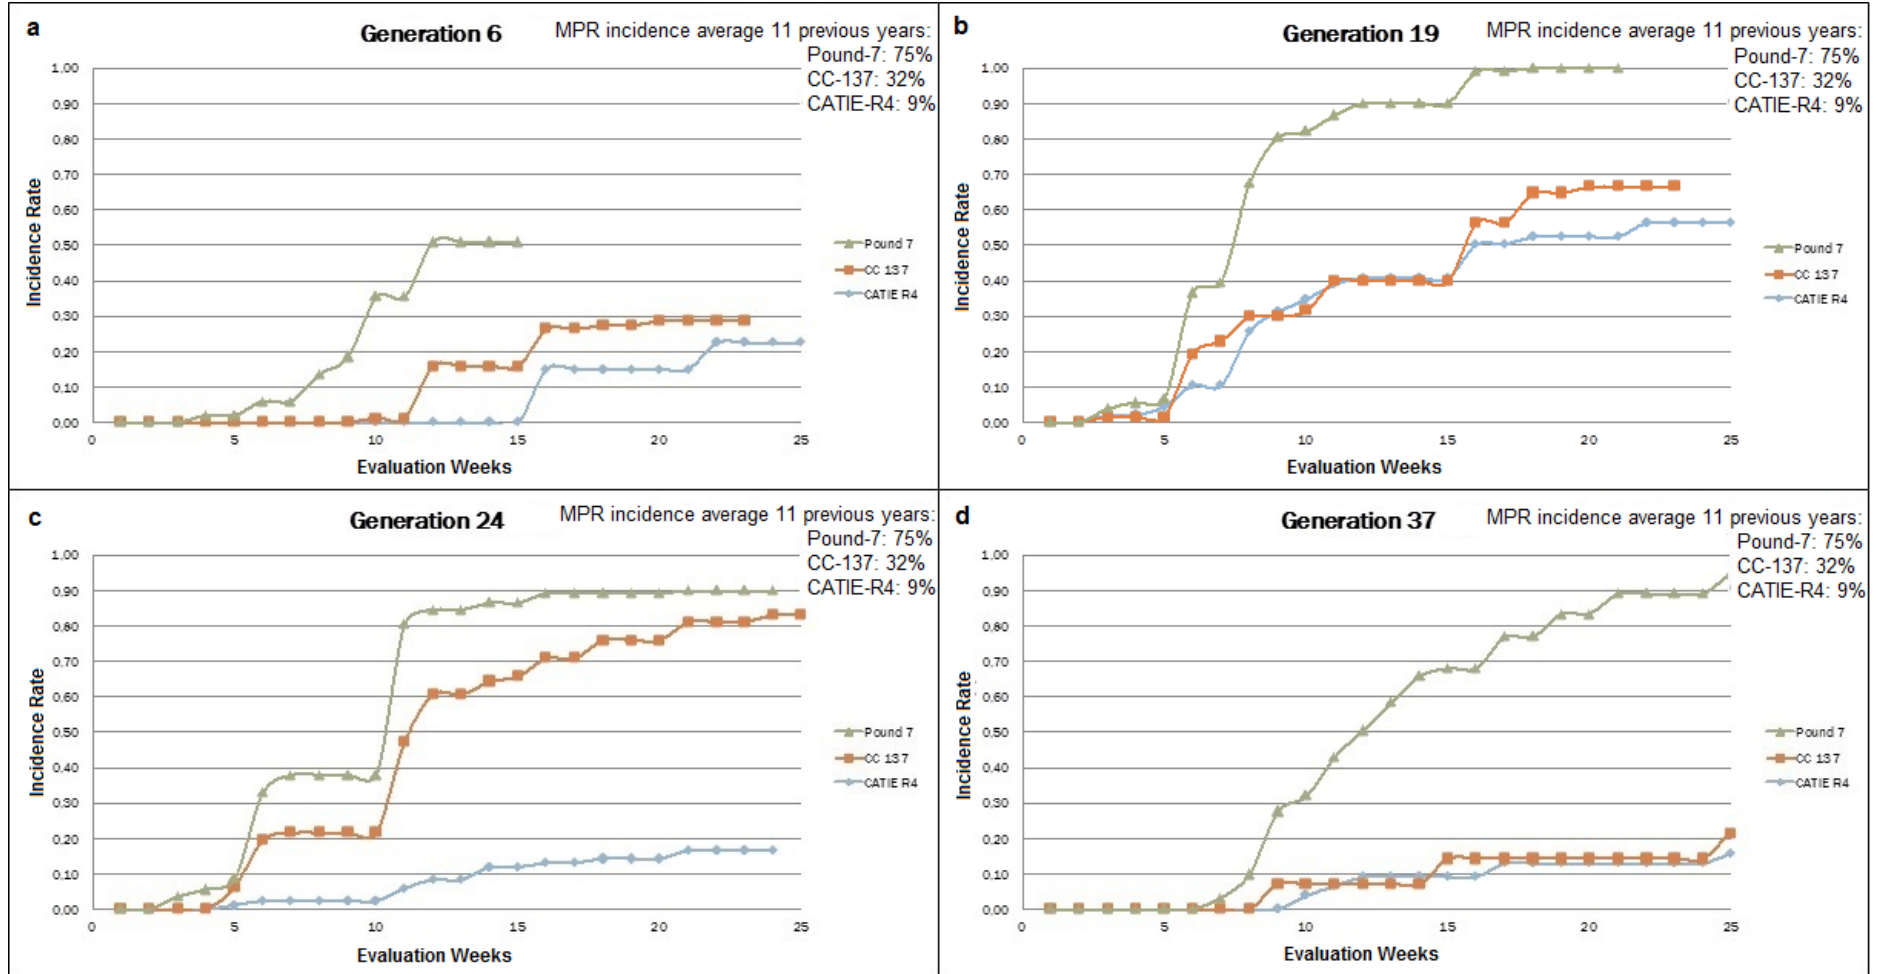 a
Generation 6
MPR incidence average 11 previous years:
Pound-7: 75%
CC-137: 32%
CATIE-R4: 9%
1.00
0.90
0.80
0.70
0.60
0.50
0.40
0.30
0.20
0.10
0.00
Incidence Rate
0 5 10 15 20 25
Evaluation Weeks
Pound 7
CC 137
CATIE R4
b
Generation 19
MPR incidence average 11 previous years:
Pound-7: 75%
CC-137: 32%
CATIE-R4: 9%
1.00
0.90
0.80
0.70
0.60
0.50
0.40
0.30
0.20
0.10
0.00
Incidence Rate
0 5 10 15 20 25
Evaluation Weeks
Pound 7
CC 137
CATIE R4
c
Generation 24
MPR incidence average 11 previous years:
Pound-7: 75%
CC-137: 32%
CATIE-R4: 9%
1.00
0.90
0.80
0.70
0.60
0.50
0.40
0.30
0.20
0.10
0.00
Incidence Rate
0 5 10 15 20 25
Evaluation Weeks
Pound 7
CC 137
CATIE R4
d
Generation 37
MPR incidence average 11 previous years:
Pound-7: 75%
CC-137: 32%
CATIE-R4: 9%
1.00
0.90
0.80
0.70
0.60
0.50
0.40
0.30
0.20
0.10
0.00
Incidence Rate
0 5 10 15 20 25
Evaluation Weeks
Pound 7
CC 137
CATIE R4